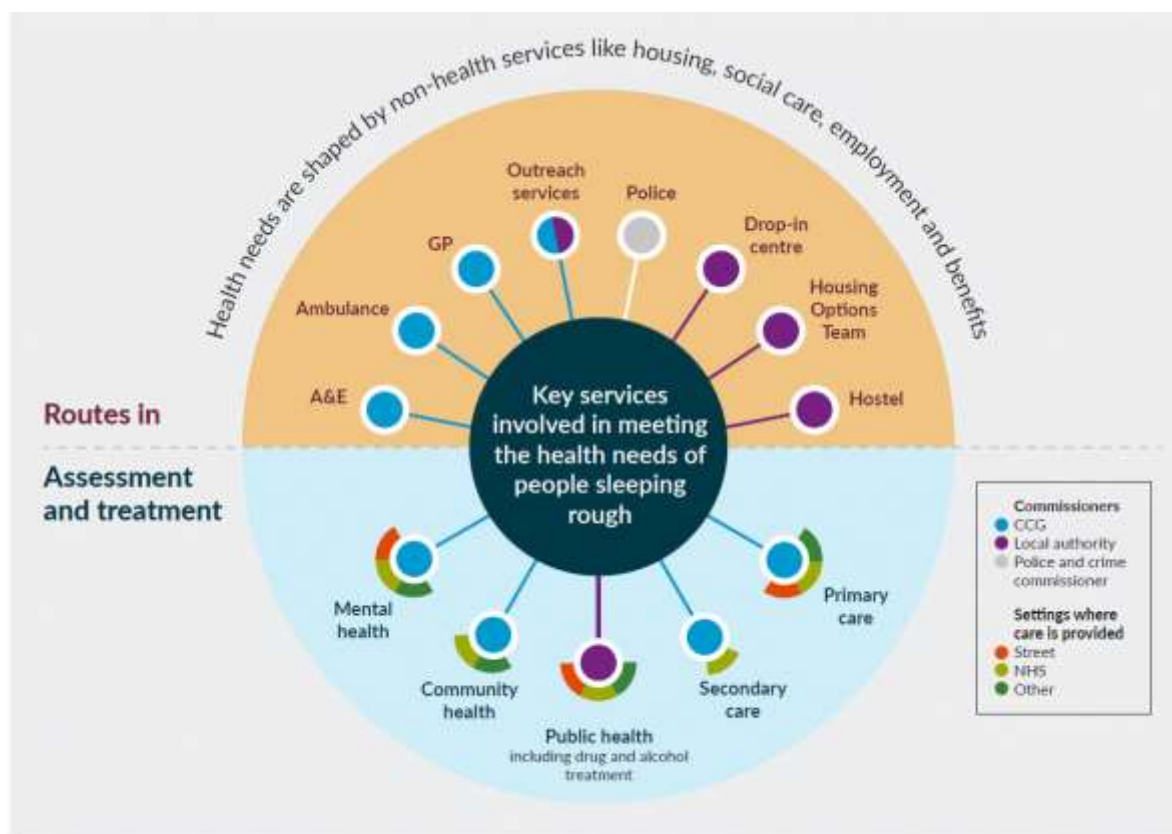 Health needs are shaped by non-health services like housing, social care, employment and benefits
Outreach
services
Police
GP
Drop-in
centre
Ambulance
Housing
Options
Team
A&E
Hostel
Routes in
Key services
involved in meeting
the health needs of
people sleeping
rough
Assessment
and treatment
Mental
health
Community
health
Public health
including drug and alcohol
treatment
Secondary
care
Primary
care
Commissioners
CCG
Local authority
Police and crime
commissioner
Settings where
care is provided
Street
NHS
Other